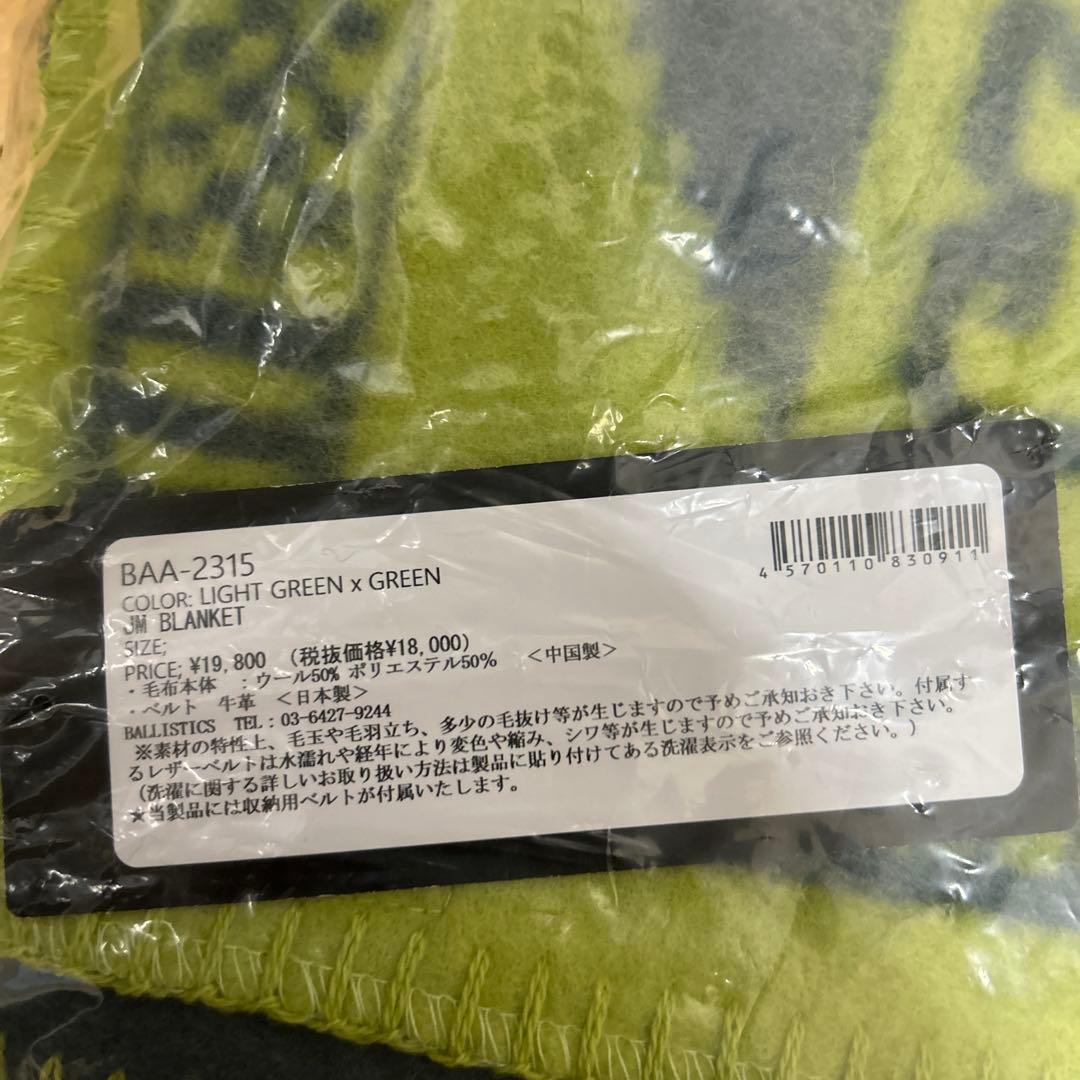 BAA-2315
COLOR: LIGHT GREEN x GREEN
JM BLANKET
SIZE;
PRICE; ¥19,800 (税抜価格¥18,000)
・毛布本体 :ウール50% ポリエステル50% <中国製>
・ベルト 牛革 <日本製>
BALLISTICS TEL:03-6427-9244
※素材の特性上、毛玉や毛羽立ち、多少の毛抜け等が生じますので予めご承知おき下さい。付属す
るレザーベルトは水濡れや経年により変色や縮み、シワ等が生じますので予めご承知おき下さい。
(洗濯に関する詳しいお取り扱い方法は製品に貼り付けてある洗濯表示をご参照ください。)
★当製品には収納用ベルトが付属いたします。
4 570110 830911